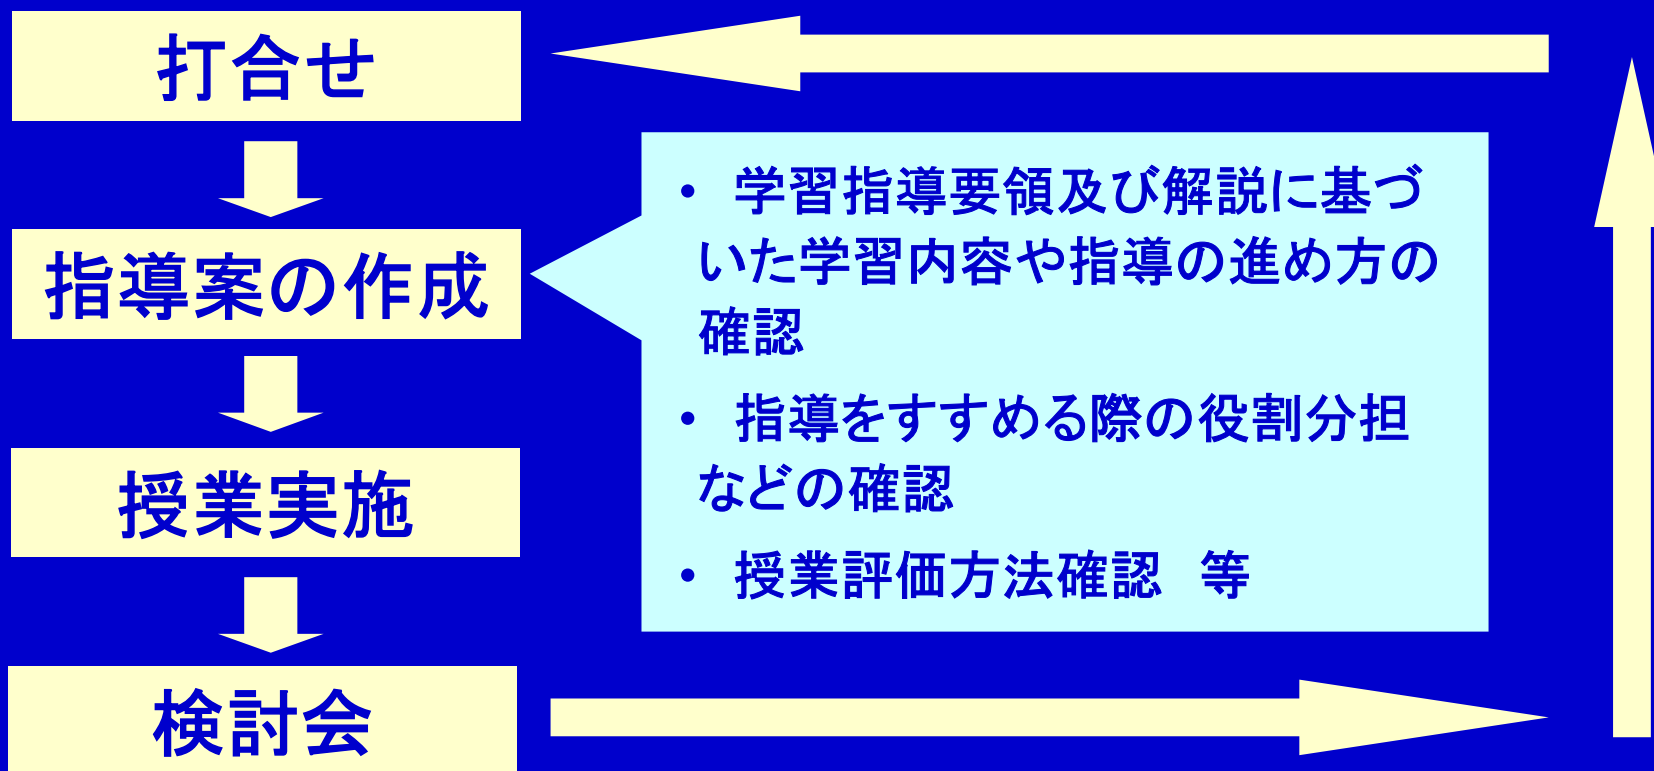 打合せ
指導案の作成
授業実施
検討会
• 学習指導要領及び解説に基づ
いた学習内容や指導の進め方の
確認
• 指導をすすめる際の役割分担
などの確認
• 授業評価方法確認　等